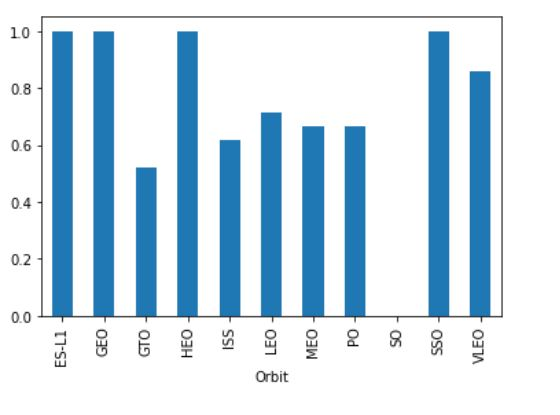 1.0
0.8
0.6
0.4
0.2
0.0
ES-L1
GEO
GTO
HEO
ISS
LEO
MEO
PO
SO
SSO
VLEO
Orbit